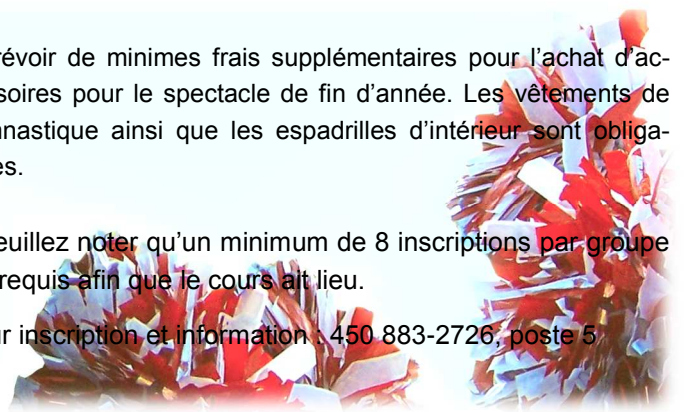 révoir de minimes frais supplémentaires pour l'achat d'ac-
soires pour le spectacle de fin d'année. Les vêtements de
nnastique ainsi que les espadrilles d'intérieur sont obliga-
es.
euillez noter qu'un minimum de 8 inscriptions par groupe
requis afin que le cours ait lieu.
ur inscription et information : 450 883-2726, poste 5